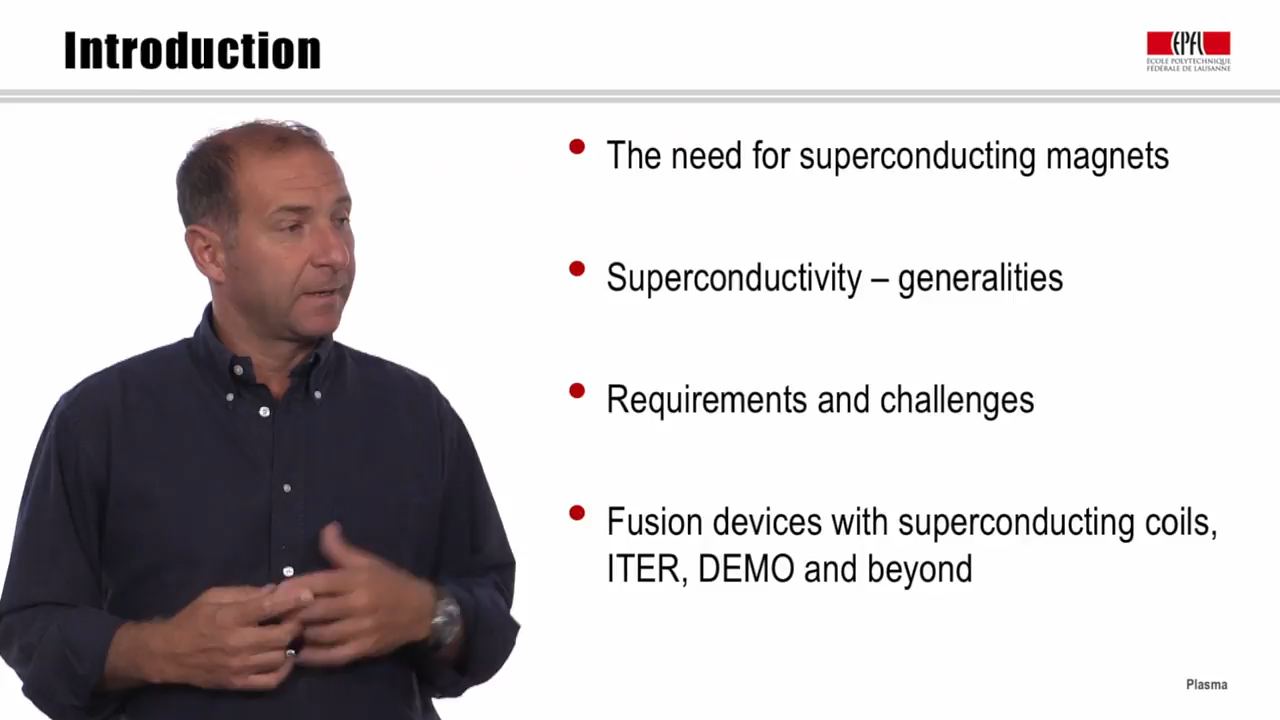 Introduction
EPFL
ÉCOLE POLYTECHNIQUE
FÉDÉRALE DE LAUSANNE
• The need for superconducting magnets
• Superconductivity – generalities
• Requirements and challenges
• Fusion devices with superconducting coils,
ITER, DEMO and beyond
Plasma